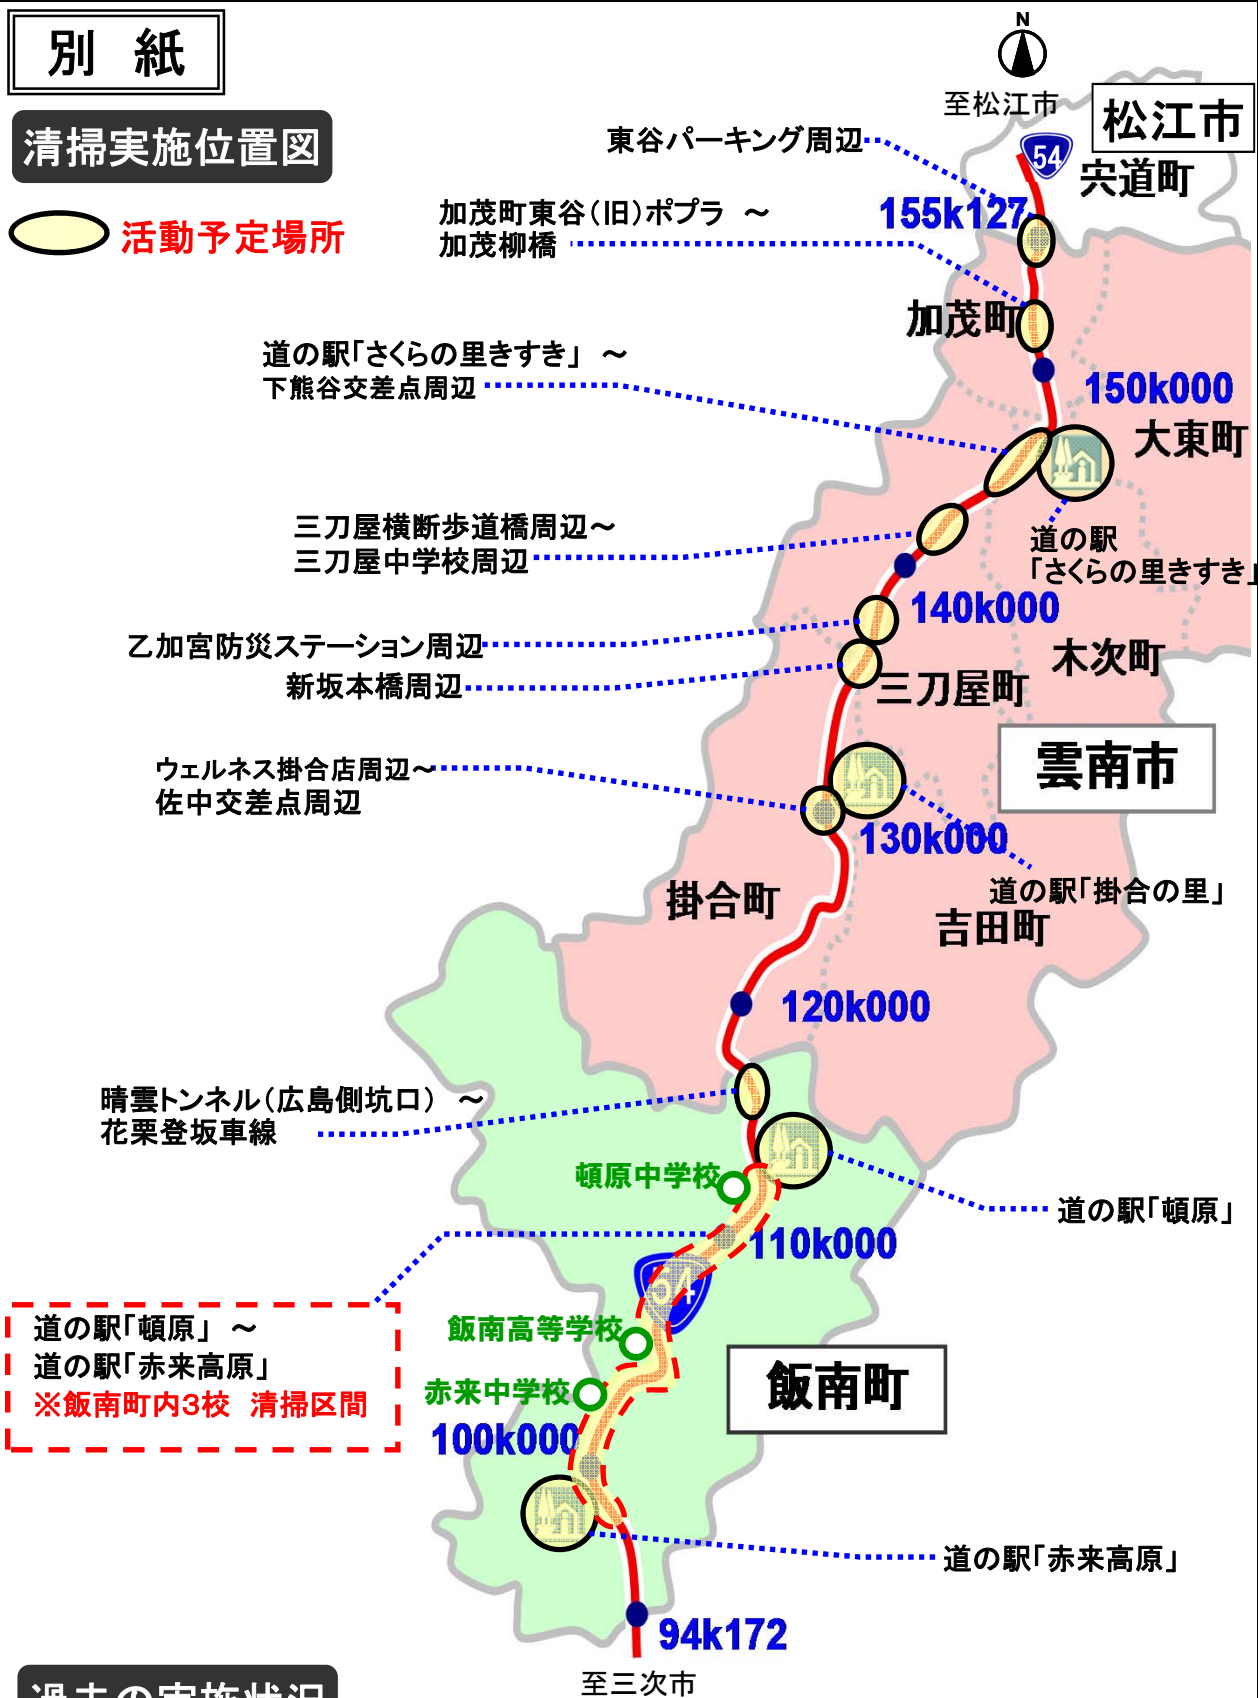 別　紙
清掃実施位置図
活動予定場所
N
至松江市
松江市
54
宍道町
東谷パーキング周辺
155k127
加茂町東谷（旧）ポプラ　～
加茂柳橋
加茂町
道の駅「さくらの里きすき」　～
下熊谷交差点周辺
150k000
大東町
道の駅
「さくらの里きすき」
三刀屋横断歩道橋周辺～
三刀屋中学校周辺
140k000
乙加宮防災ステーション周辺
木次町
新坂本橋周辺
三刀屋町
雲南市
ウェルネス掛合店周辺～
佐中交差点周辺
130k000
道の駅「掛合の里」
掛合町
吉田町
120k000
晴雲トンネル（広島側坑口）　～
花栗登坂車線
頓原中学校
道の駅「頓原」
110k000
54
道の駅「頓原」　～
道の駅「赤来高原」
※飯南町内3校　清掃区間
飯南高等学校
赤来中学校
飯南町
100k000
道の駅「赤来高原」
94k172
至三次市
過去の実施状況